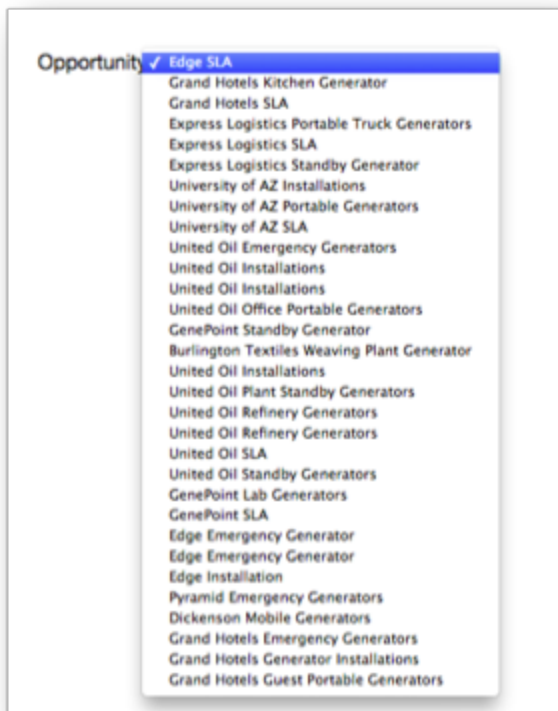 Opportunity ✓ Edge SLA
Grand Hotels Kitchen Generator
Grand Hotels SLA
Express Logistics Portable Truck Generators
Express Logistics SLA
Express Logistics Standby Generator
University of AZ Installations
University of AZ Portable Generators
University of AZ SLA
United Oil Emergency Generators
United Oil Installations
United Oil Installations
United Oil Office Portable Generators
GenePoint Standby Generator
Burlington Textiles Weaving Plant Generator
United Oil Installations
United Oil Plant Standby Generators
United Oil Refinery Generators
United Oil Refinery Generators
United Oil SLA
United Oil Standby Generators
GenePoint Lab Generators
GenePoint SLA
Edge Emergency Generator
Edge Emergency Generator
Edge Installation
Pyramid Emergency Generators
Dickenson Mobile Generators
Grand Hotels Emergency Generators
Grand Hotels Generator Installations
Grand Hotels Guest Portable Generators